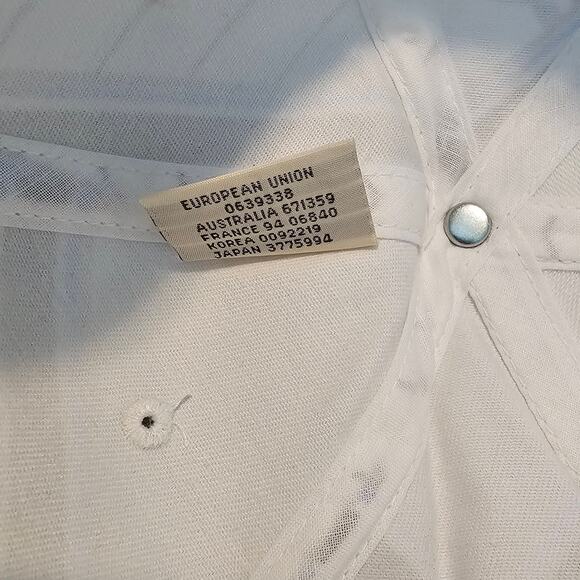 EUROPEAN UNION
0639338
AUSTRALIA 671359
FRANCE 94 06840
KOREA 0092219
JAPAN 3775994